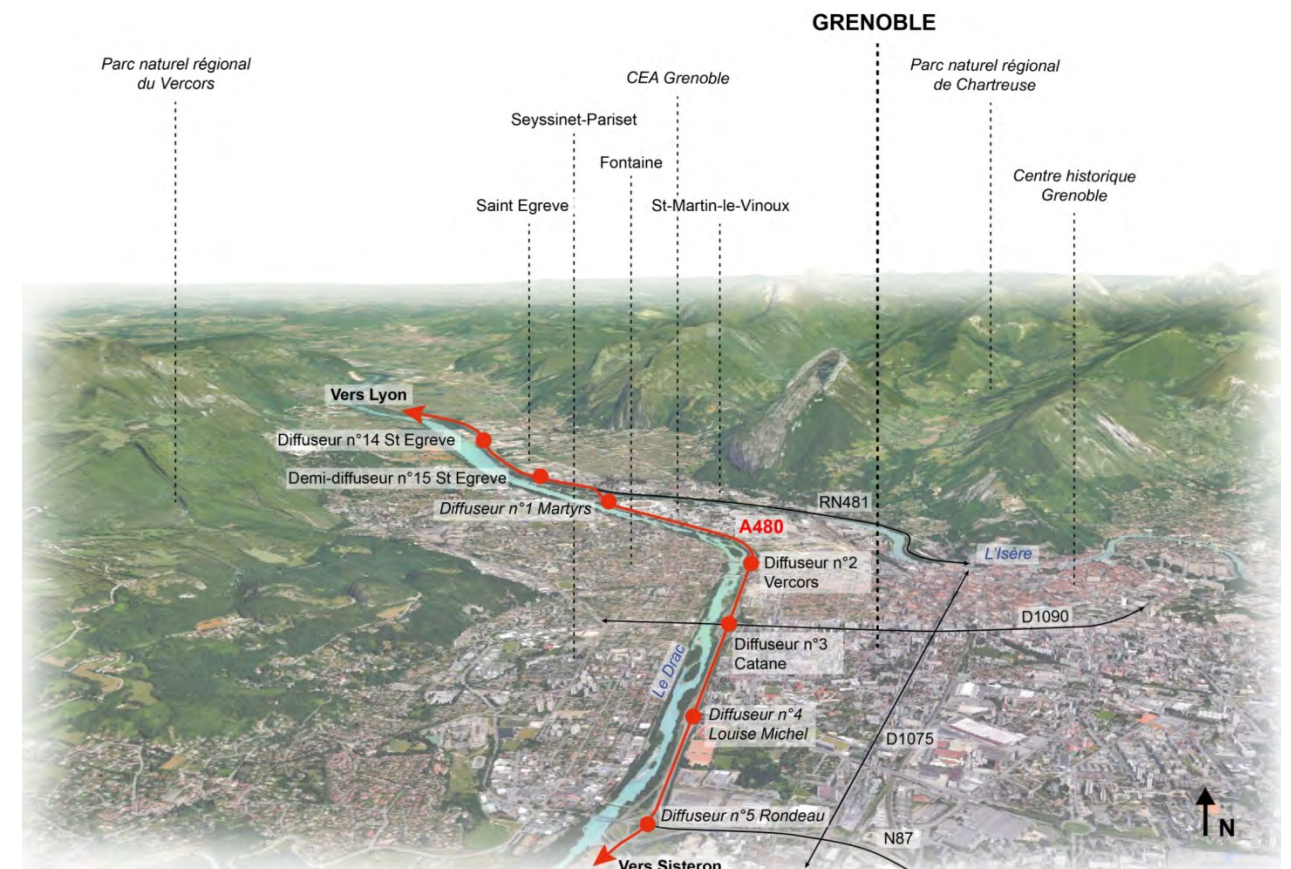 GRENOBLE
Parc naturel régional
du Vercors
CEA Grenoble
Parc naturel régional
de Chartreuse
Seyssinet-Pariset
Fontaine
Centre historique
Grenoble
Saint Egreve
St-Martin-le-Vinoux
Vers Lyon
Diffuseur n°14 St Egreve
Demi-diffuseur n°15 St Egreve
RN481
Diffuseur n°1 Martyrs
A480
L'Isère
Diffuseur n°2
Vercors
D1090
Diffuseur n°3
Catane
Le Drac
Diffuseur n°4
Louise Michel
D1075
Diffuseur n°5 Rondeau
N87
N
Vers Sisteron